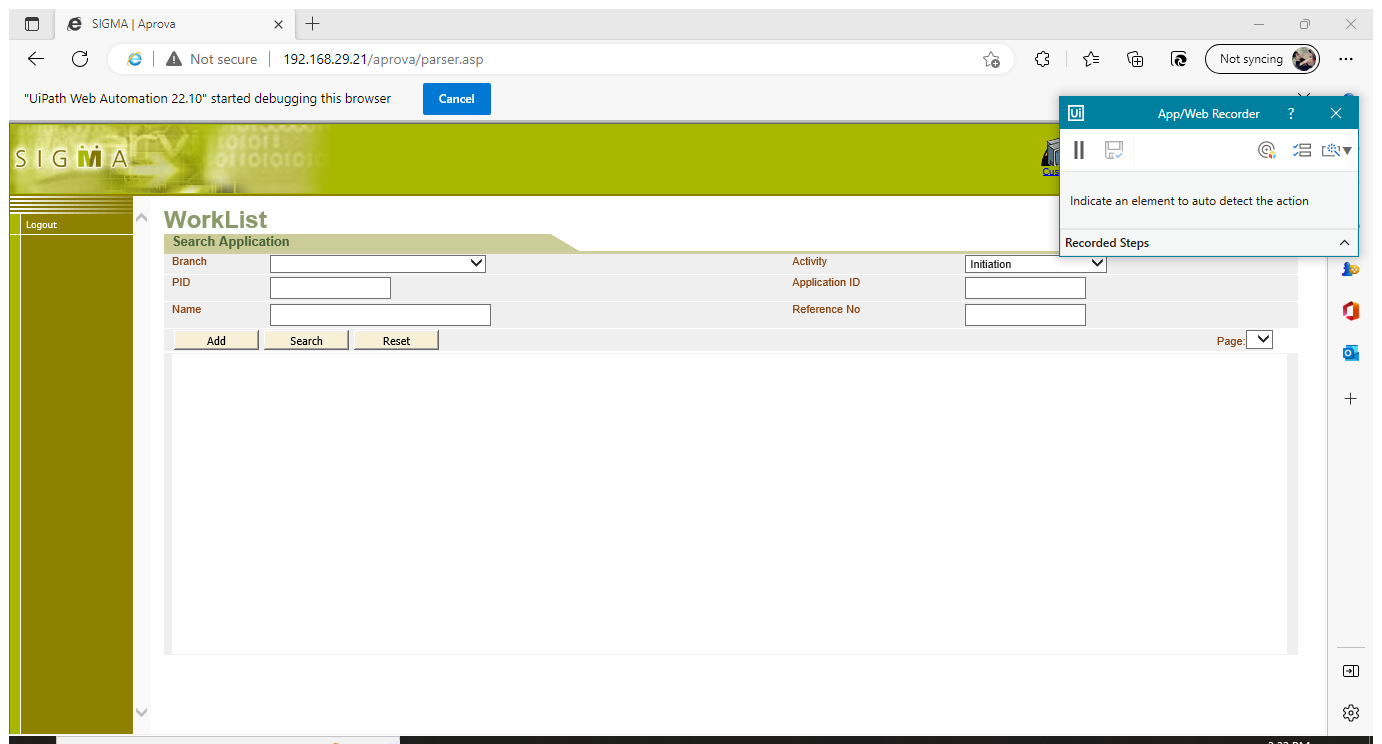 SIGMA | Aprova
Not secure
192.168.29.21/aprova/parser.asp
Not syncing
"UiPath Web Automation 22.10" started debugging this browser
Cancel
Ui
App/Web Recorder
?
Indicate an element to auto detect the action
Recorded Steps
SIGMA
Logout
WorkList
Search Application
Branch
Activity
Initiation
PID
Application ID
Name
Reference No
Add
Search
Reset
Page: